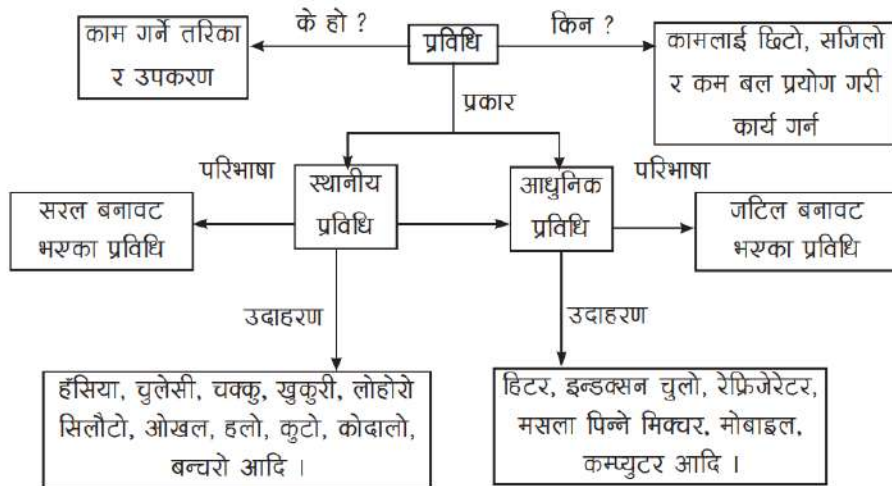 के हो ?
किन ?
काम गर्ने तरिका
र उपकरण
प्रविधि
कामलाई छिटो, सजिलो
र कम बल प्रयोग गरी
कार्य गर्न
प्रकार
परिभाषा
स्थानीय
प्रविधि
आधुनिक
प्रविधि
परिभाषा
सरल बनावट
भएका प्रविधि
जटिल बनावट
भएका प्रविधि
उदाहरण
उदाहरण
हँसिया, चुलेसी, चक्कु, खुकुरी, लोहोरो
सिलौटो, ओखल, हलो, कुटो, कोदालो,
बन्चरो आदि ।
हिटर, इन्डक्सन चुलो, रेफ्रिजेरेटर,
मसला पिन्ने मिक्चर, मोबाइल,
कम्प्युटर आदि ।